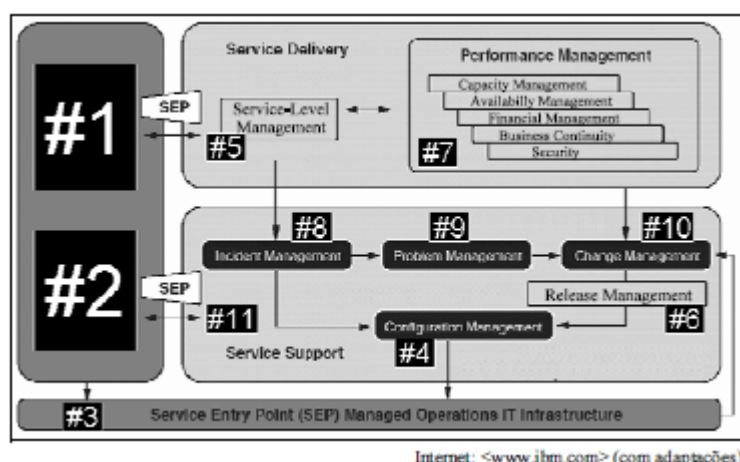 Service Delivery
Performance Management
Capacity Management
Availabilly Management
Financial Management
Business Continuity
Security
#7
#1
SEP
Service-Level
Management
#5
#8
#9
#10
Incident Management
Problem Management
Change Management
#2
SEP
#11
Release Management
#6
Configuration Management
#4
Service Support
#3
Service Entry Point (SEP) Managed Operations IT Infrastructure
Internet: <www.ibm.com> (com adaptações)